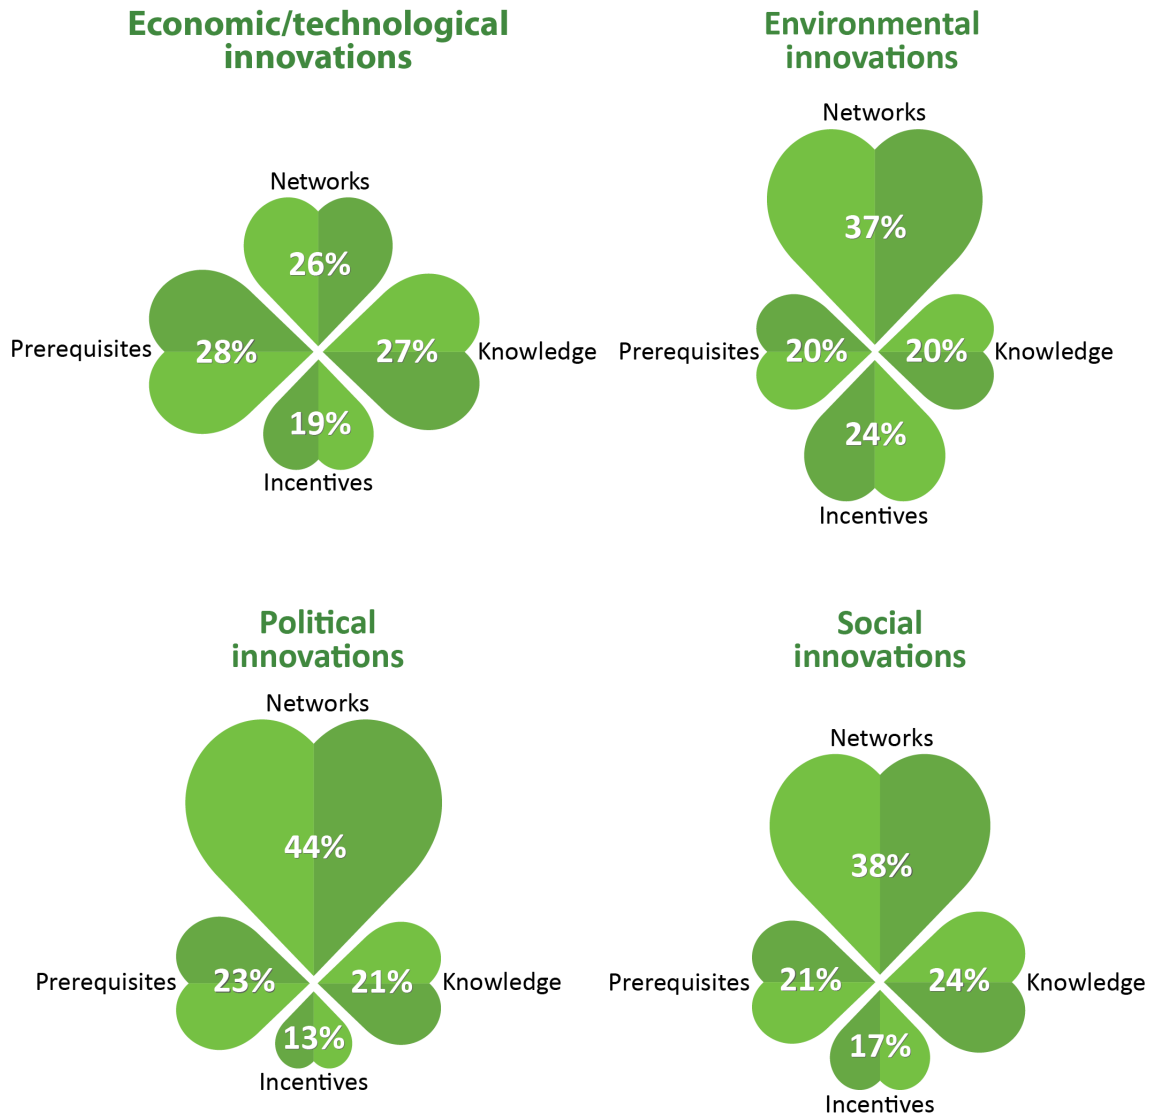 Economic/technological
innovations
Networks
26%
Prerequisites
28%
27%
Knowledge
19%
Incentives
Environmental
innovations
Networks
37%
Prerequisites
20%
20%
Knowledge
24%
Incentives
Political
innovations
Networks
44%
Prerequisites
23%
21%
Knowledge
13%
Incentives
Social
innovations
Networks
38%
Prerequisites
21%
24%
Knowledge
17%
Incentives